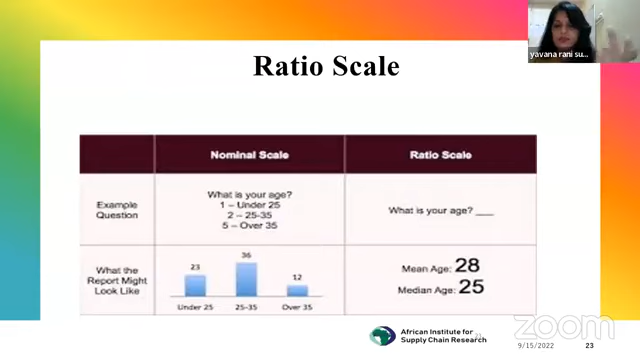 yavana rani su...
Ratio Scale
Nominal Scale
Ratio Scale
Example
Question
What is your age?
1 – Under 25
2 – 25-35
5 – Over 35
What is your age? ___
What the
Report Might
Look Like
23
36
12
Under 25
25-35
Over 35
Mean Age: 28
Median Age: 25
African Institute for
Supply Chain Research
21
zoom
9/15/2022
23